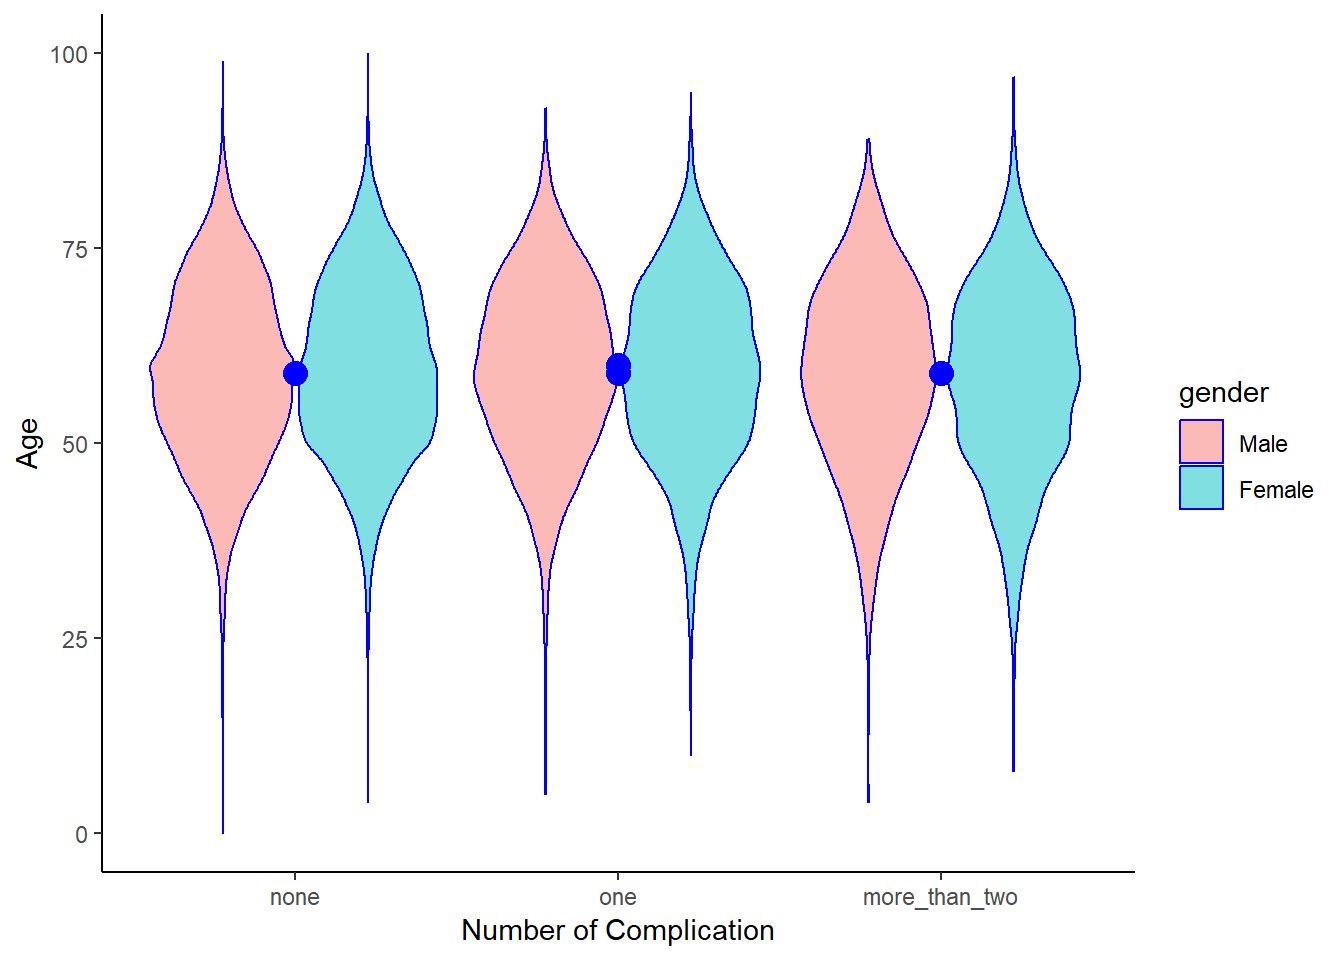 100
75
50
25
0
Age
none
one
more_than_two
Number of Complication
gender
Male
Female